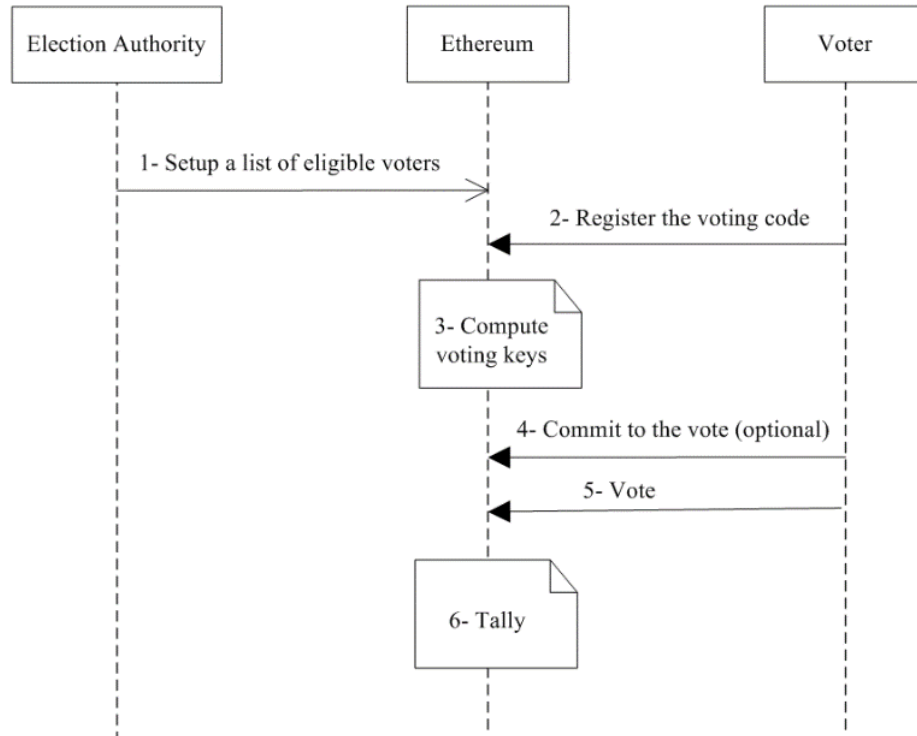 Election Authority
Ethereum
Voter
1- Setup a list of eligible voters
2- Register the voting code
3- Compute
voting keys
4- Commit to the vote (optional)
5- Vote
6- Tally